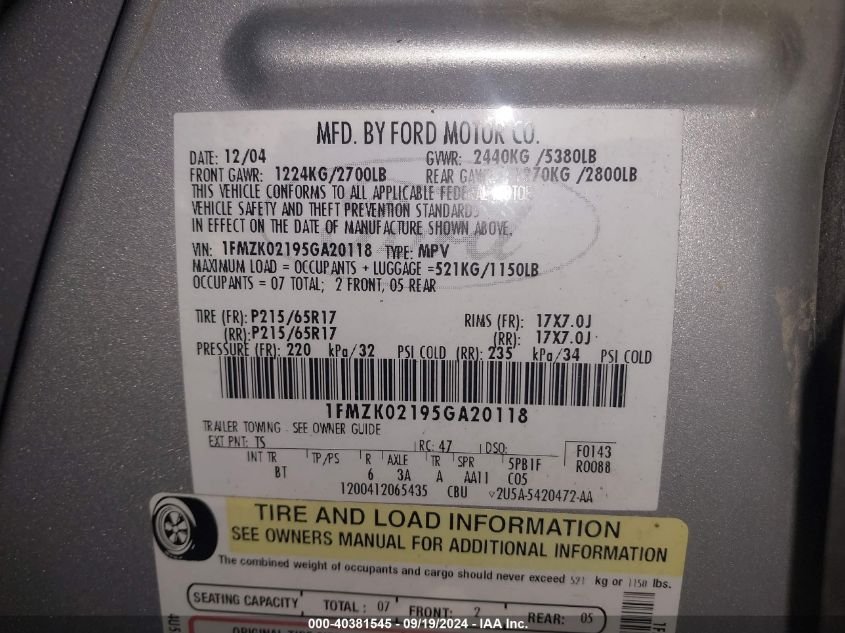 MFD. BY FORD MOTOR CO.
DATE: 12/04 GVWR: 2440KG /5380LB
FRONT GAWR: 1224KG/2700LB REAR GAWR: 1270KG /2800LB
THIS VEHICLE CONFORMS TO ALL APPLICABLE FEDERAL MOTOR
VEHICLE SAFETY AND THEFT PREVENTION STANDARDS
IN EFFECT ON THE DATE OF MANUFACTURE SHOWN ABOVE.
VIN: 1FMZK02195GA20118 TYPE: MPV
MAXIMUM LOAD = OCCUPANTS + LUGGAGE =521KG/1150LB
OCCUPANTS = 07 TOTAL; 2 FRONT, 05 REAR
TIRE (FR): P215/65R17 RIMS (FR): 17X7.0J
(RR): P215/65R17 (RR): 17X7.0J
PRESSURE (FR): 220 kPa/32 PSI COLD (RR): 235 kPa/34 PSI COLD
1FMZK02195GA20118
TRAILER TOWING - SEE OWNER GUIDE
EXT PNT: TS RC: 47 DSO: F0143
INT TR TP/PS R AXLE TR SPR 5PB1F R0088
BT 6 3A A AA11 C05
1200412065435 CBU 2U5A-5420472-AA
TIRE AND LOAD INFORMATION
SEE OWNERS MANUAL FOR ADDITIONAL INFORMATION
The combined weight of occupants and cargo should never exceed 521 kg or 1150 lbs.
SEATING CAPACITY TOTAL : 07 FRONT: 2 REAR: 05
000-40381545 - 09/19/2024 - IAA Inc.